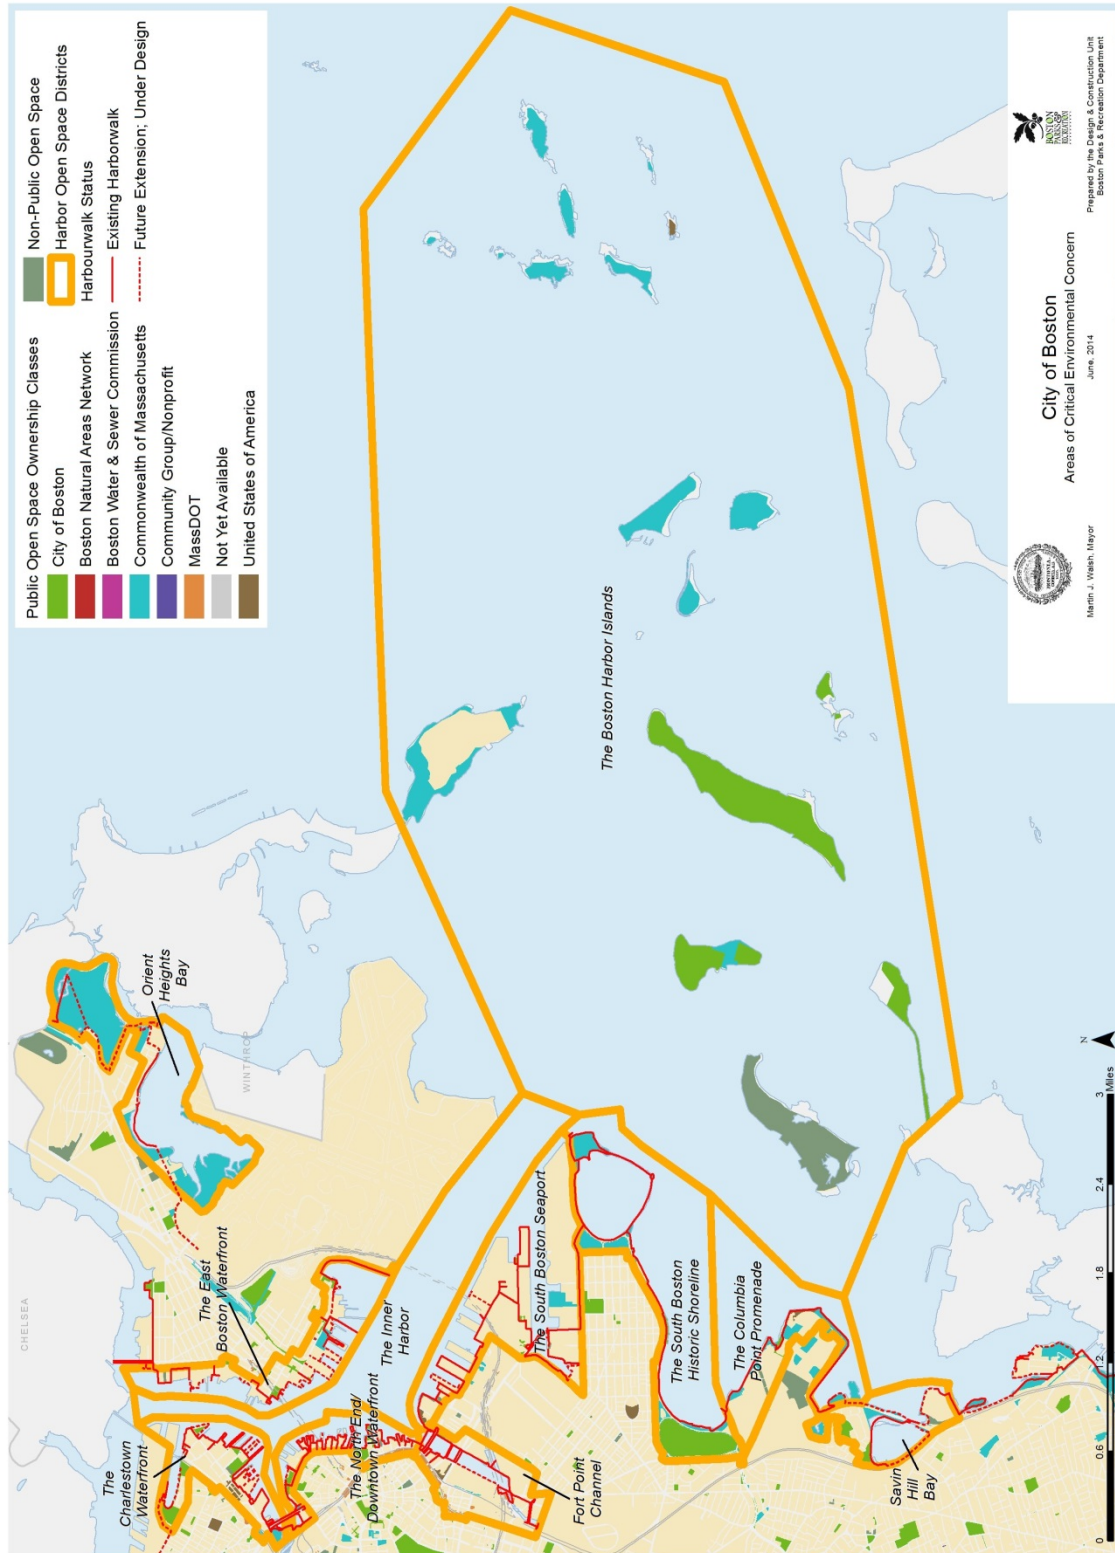 Public Open Space Ownership Classes
City of Boston
Boston Natural Areas Network
Boston Water & Sewer Commission
Commonwealth of Massachusetts
Community Group/Nonprofit
MassDOT
Not Yet Available
United States of America
Non-Public Open Space
Harbor Open Space Districts
Harbourwalk Status
Existing Harborwalk
Future Extension; Under Design
CHELSEA
WINTHROP
Orient
Heights
Bay
The East
Boston Waterfront
The
Charlestown
Waterfront
The Inner
Harbor
The North End/
Downtown Waterfront
Fort Point
Channel
The South Boston Seaport
The South Boston
Historic Shoreline
The Columbia
Point Promenade
Savin
Hill
Bay
The Boston Harbor Islands
N
0 0.6 1.2 1.8 2.4 3
Miles
City of Boston
Areas of Critical Environmental Concern
Martin J. Walsh, Mayor
June, 2014
BOSTON
PARKS &
RECREATION
Prepared by the Design & Construction Unit
Boston Parks & Recreation Department